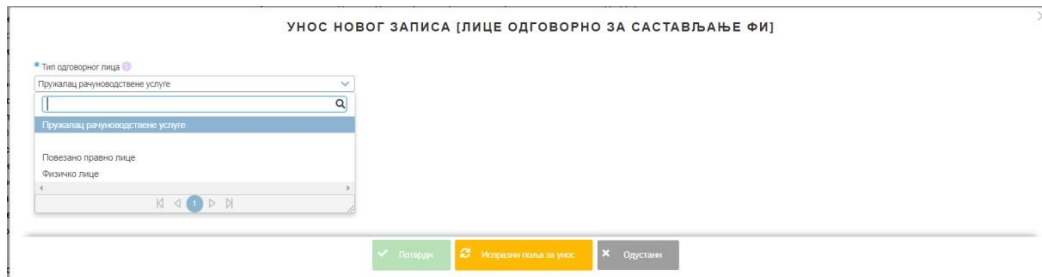 УНОС НОВОГ ЗАПИСА [ЛИЦЕ ОДГОВОРНО ЗА САСТАВЉАЊЕ ФИ]
* Тип одговорног лица
Пружалац рачуноводствене услуге
Пружалац рачуноводствене услуге
Повезано правно лице
Физичко лице
1
Потврди Испразни поља за унос Одустани